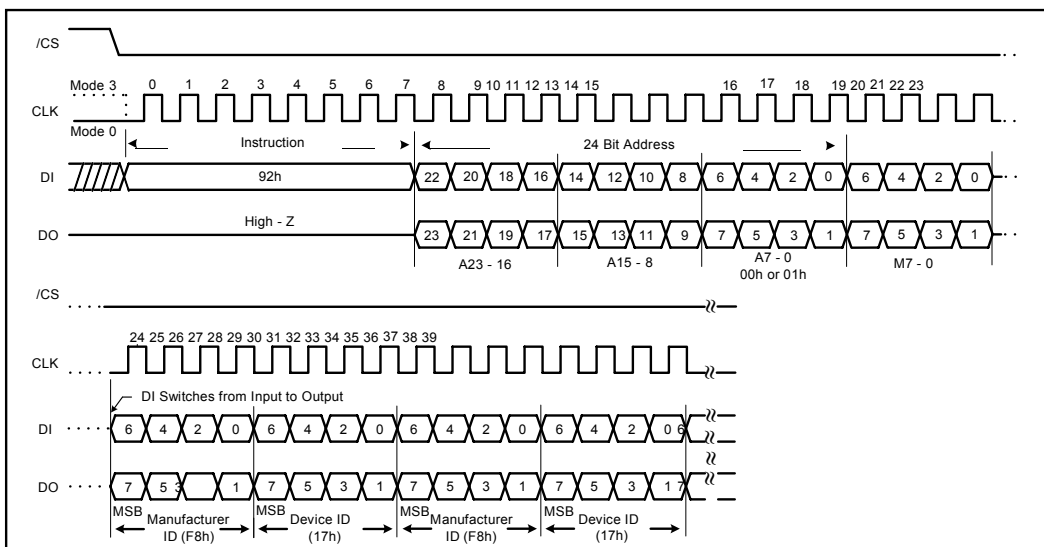 /CS
Mode 3 0 1 2 3 4 5 6 7 8 9 10 11 12 13 14 15 16 17 18 19 20 21 22 23
CLK
Mode 0
Instruction 24 Bit Address
DI 92h 22 20 18 16 14 12 10 8 6 4 2 0 6 4 2 0
High - Z
DO 23 21 19 17 15 13 11 9 7 5 3 1 7 5 3 1
A23 - 16 A15 - 8 A7 - 0 M7 - 0
00h or 01h
/CS
24 25 26 27 28 29 30 31 32 33 34 35 36 37 38 39
CLK
DI Switches from Input to Output
DI 6 4 2 0 6 4 2 0 6 4 2 0 6 4 2 0 6
DO 7 5 3 1 7 5 3 1 7 5 3 1 7 5 3 1 7
MSB MSB MSB MSB
Manufacturer Device ID Manufacturer Device ID
ID (F8h) (17h) ID (F8h) (17h)